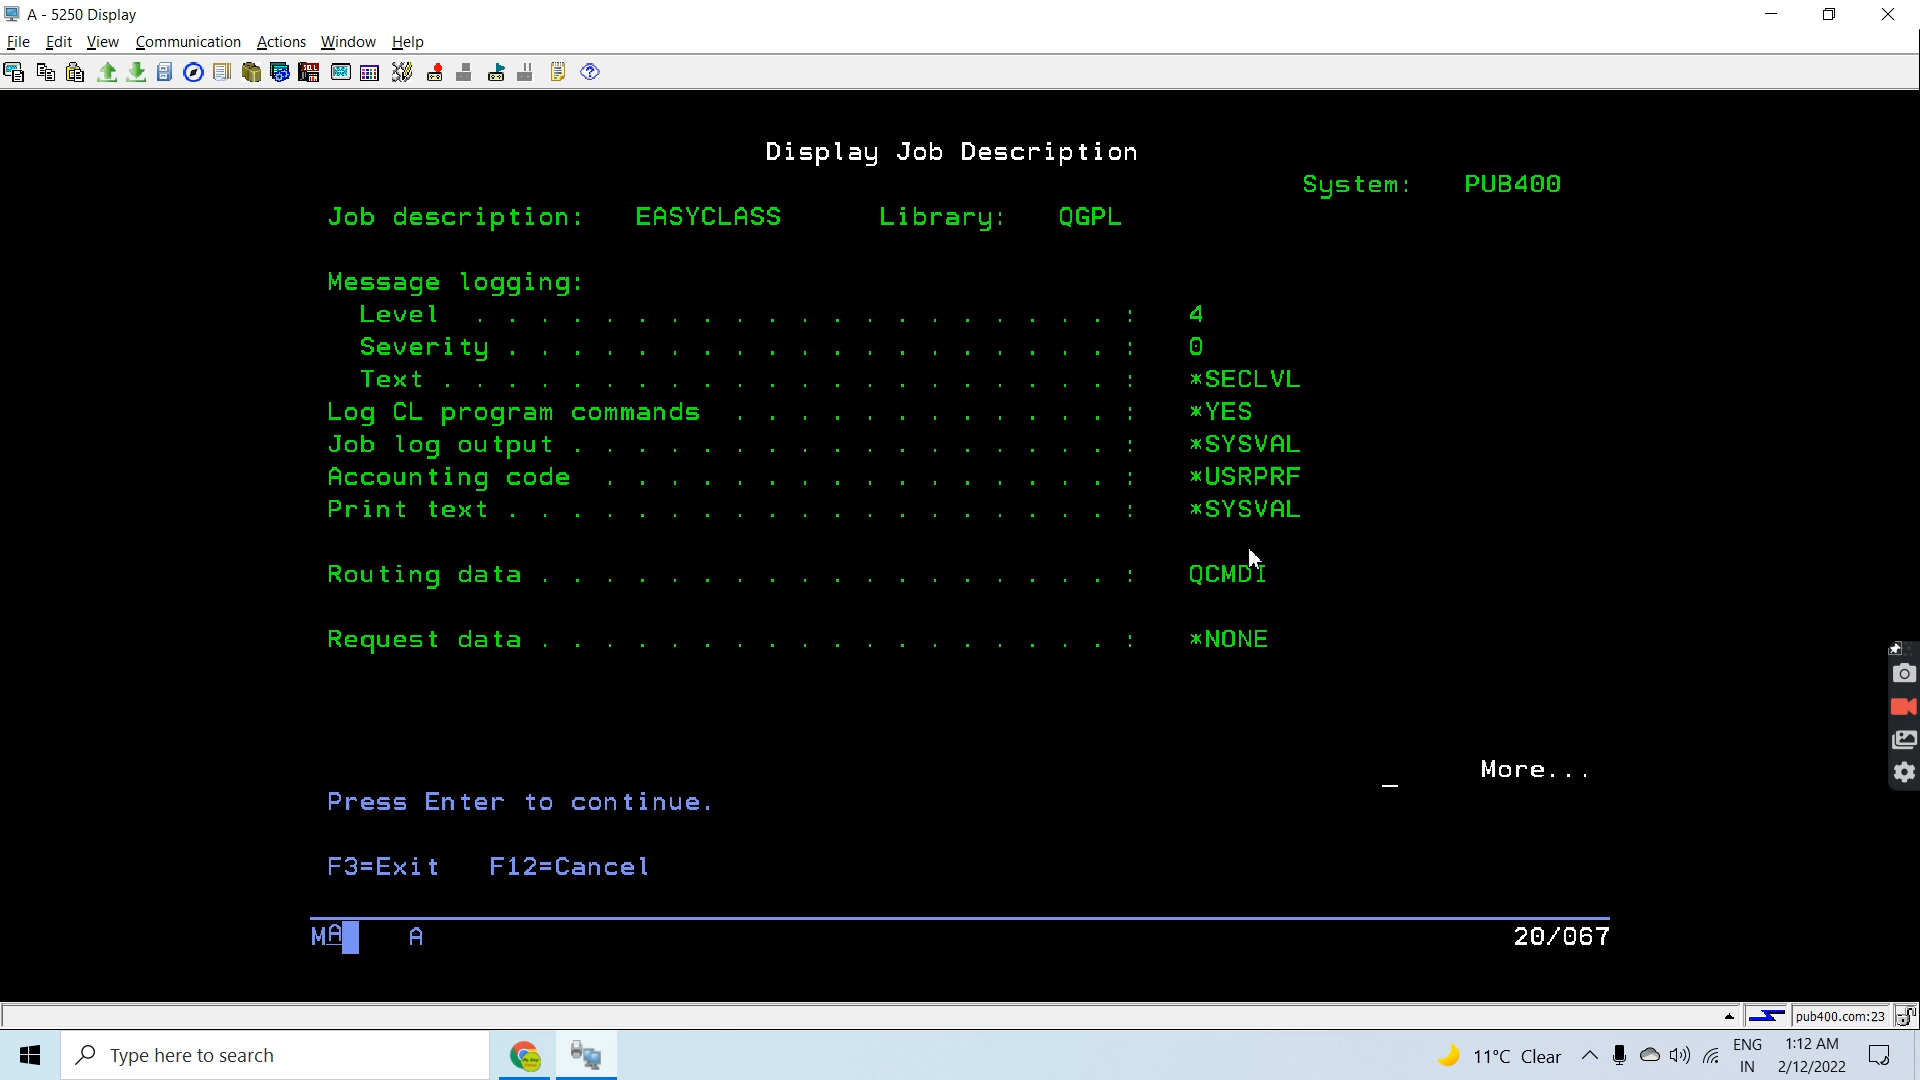 A - 5250 Display
File Edit View Communication Actions Window Help
Display Job Description
System: PUB400
Job description: EASYCLASS Library: QGPL
Message logging:
Level . . . . . . . . . . . . . . . . . . . . : 4
Severity . . . . . . . . . . . . . . . . . . . : 0
Text . . . . . . . . . . . . . . . . . . . . . : *SECLVL
Log CL program commands . . . . . . . . . . . . : *YES
Job log output . . . . . . . . . . . . . . . . . : *SYSVAL
Accounting code . . . . . . . . . . . . . . . . : *USRPRF
Print text . . . . . . . . . . . . . . . . . . . : *SYSVAL
Routing data . . . . . . . . . . . . . . . . . . : QCMDI
Request data . . . . . . . . . . . . . . . . . . : *NONE
More...
Press Enter to continue.
F3=Exit F12=Cancel
MA A 20/067
pub400.com:23
Type here to search
11°C Clear
ENG
IN
1:12 AM
2/12/2022